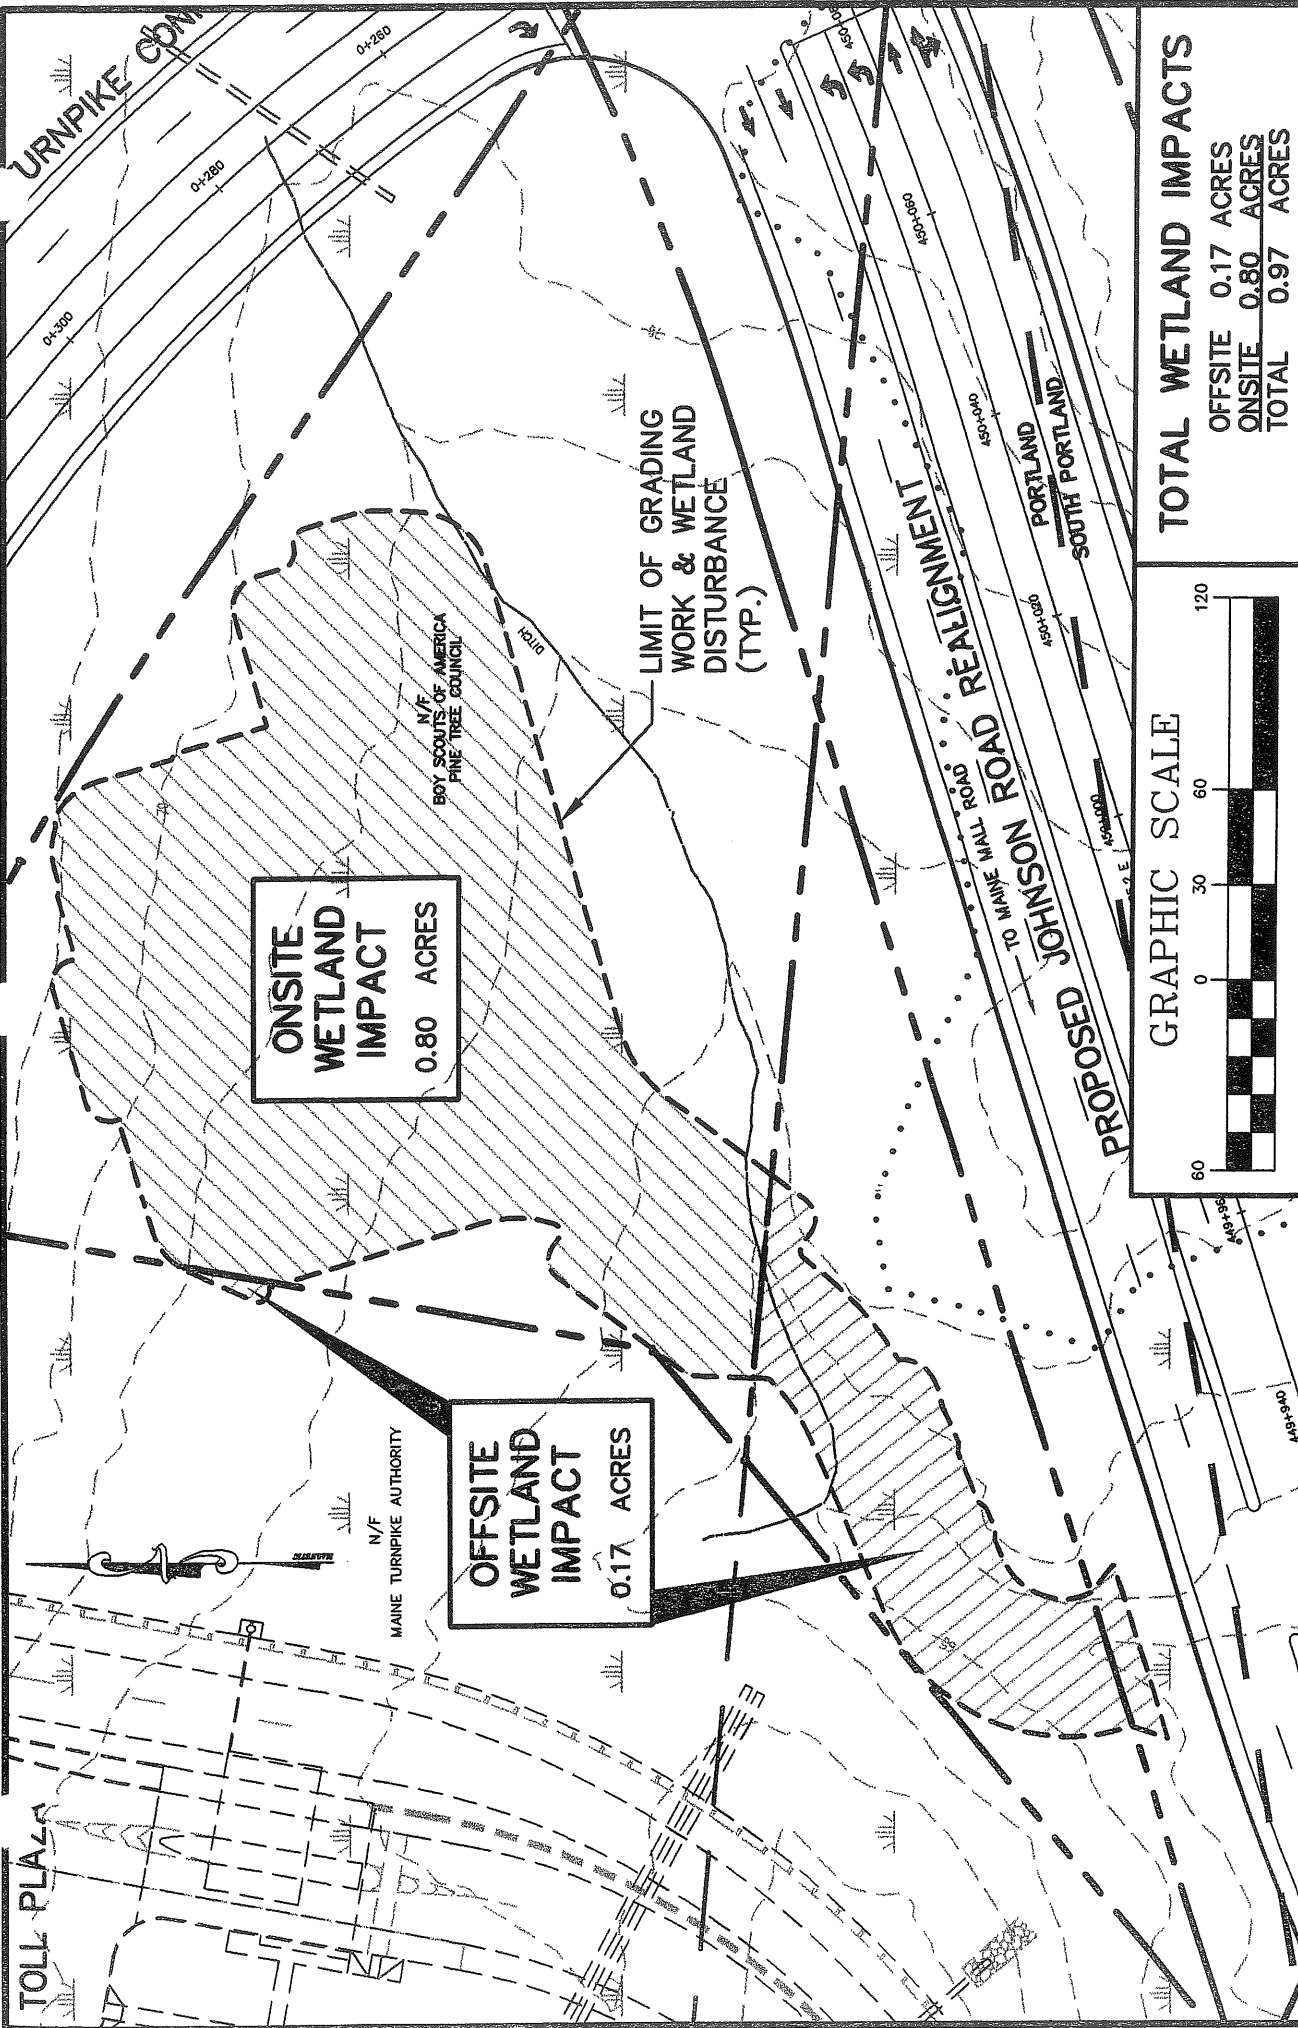 TOLL PLAZA
URNPIKE CONN
0+300
0+280
0+260
N/F
MAINE TURNPIKE AUTHORITY
ONSITE
WETLAND
IMPACT
0.80 ACRES
N/F
BOY SCOUTS OF AMERICA
PINE TREE COUNCIL
70
DITCH
OFFSITE
WETLAND
IMPACT
0.17 ACRES
LIMIT OF GRADING
WORK & WETLAND
DISTURBANCE
(TYP.)
TO MAINE MALL ROAD
PROPOSED JOHNSON ROAD REALIGNMENT
PORTLAND
SOUTH PORTLAND
449+940
450+000
450+020
450+040
450+060
GRAPHIC SCALE
60 0 30 60 120
TOTAL WETLAND IMPACTS
OFFSITE 0.17 ACRES
ONSITE 0.80 ACRES
TOTAL 0.97 ACRES